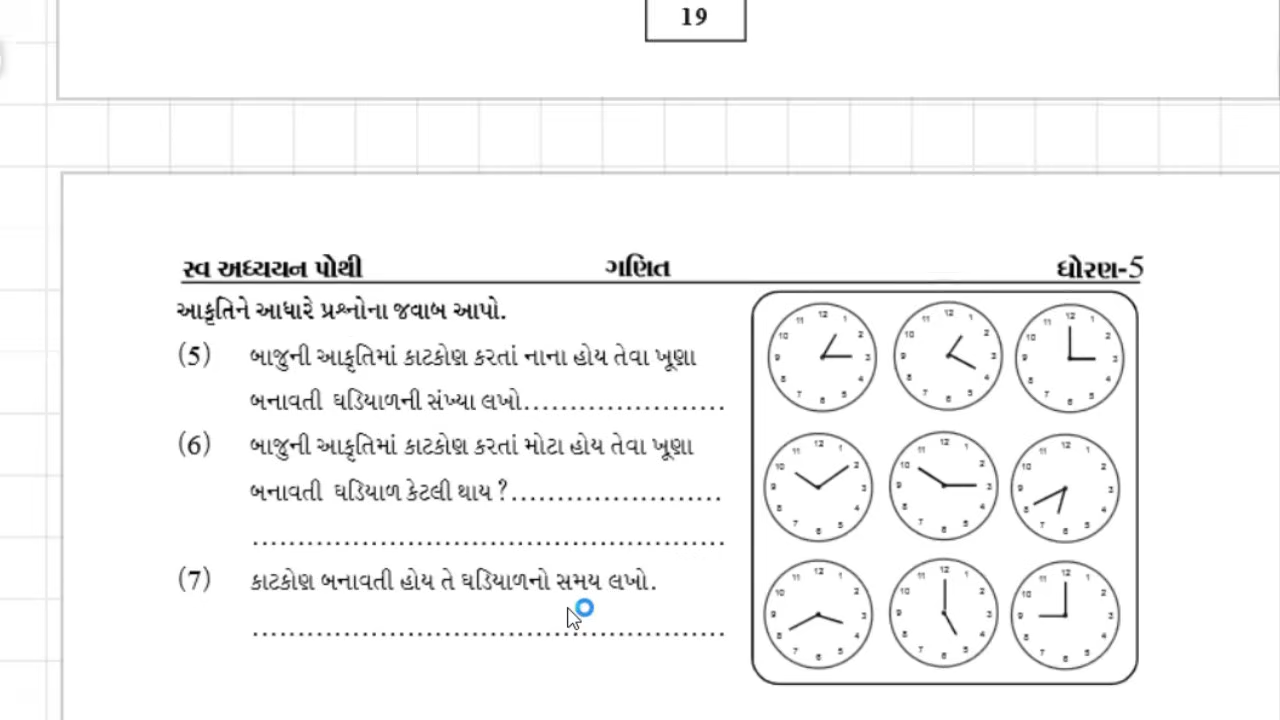 19
સ્વ અધ્યયન પોથી ગણિત ધોરણ-5
આકૃતિને આધારે પ્રશ્નોના જવાબ આપો.
(5) બાજુની આકૃતિમાં કાટકોણ કરતાં નાના હોય તેવા ખૂણા
બનાવતી ઘડિયાળની સંખ્યા લખો......................
(6) બાજુની આકૃતિમાં કાટકોણ કરતાં મોટા હોય તેવા ખૂણા
બનાવતી ઘડિયાળ કેટલી થાય ?.......................
....................................................
(7) કાટકોણ બનાવતી હોય તે ઘડિયાળનો સમય લખો.
....................................................